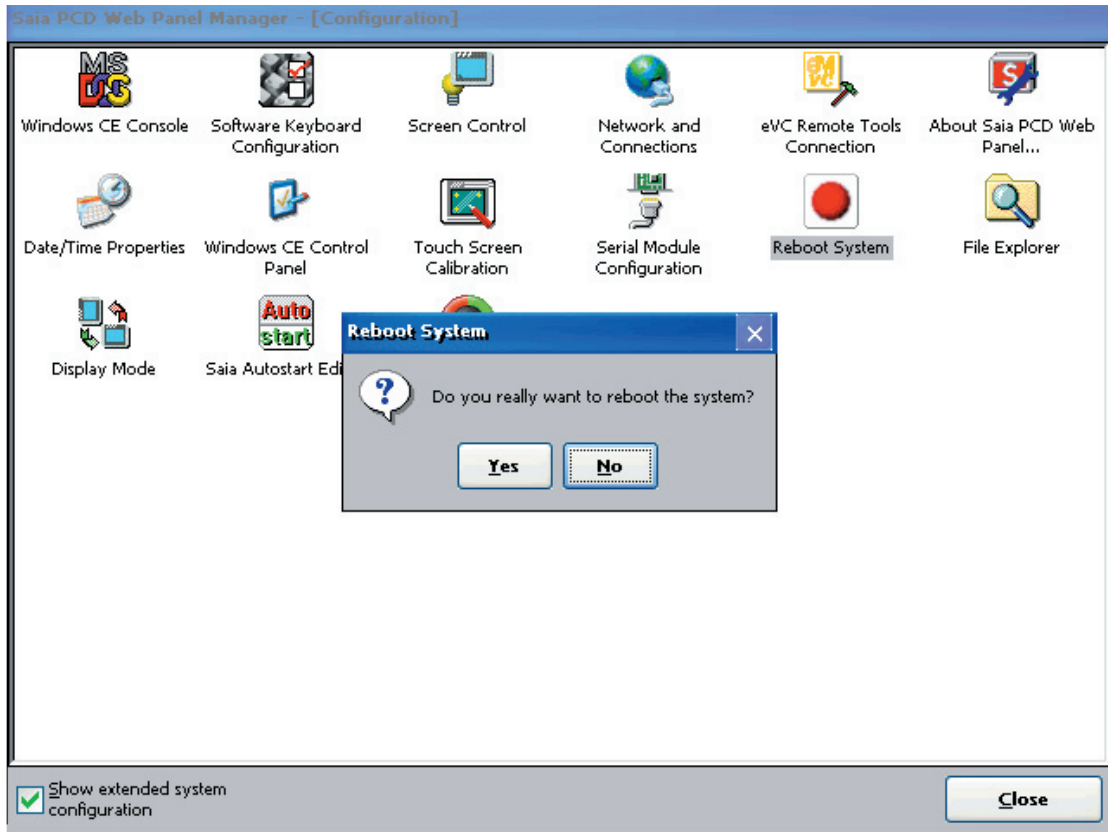 Saia PCD Web Panel Manager - [Configuration]
MS
DOS
MVC
S
Windows CE Console
Software Keyboard
Configuration
Screen Control
Network and
Connections
eVC Remote Tools
Connection
About Saia PCD Web
Panel...
Date/Time Properties
Windows CE Control
Panel
Touch Screen
Calibration
Serial Module
Configuration
Reboot System
File Explorer
Auto
start
Display Mode
Saia Autostart Edi
Reboot System
Do you really want to reboot the system?
Yes
No
Show extended system
configuration
Close